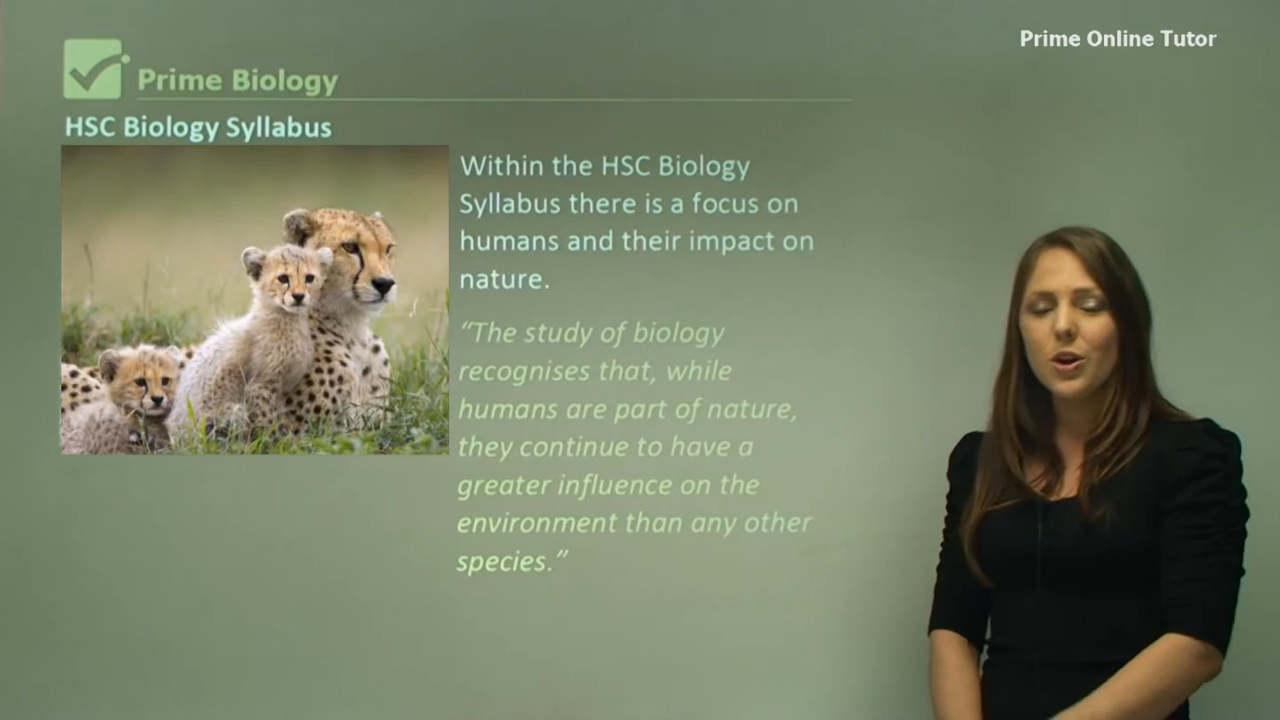 Prime Online Tutor
Prime Biology
HSC Biology Syllabus
Within the HSC Biology
Syllabus there is a focus on
humans and their impact on
nature.
“The study of biology
recognises that, while
humans are part of nature,
they continue to have a
greater influence on the
environment than any other
species.”